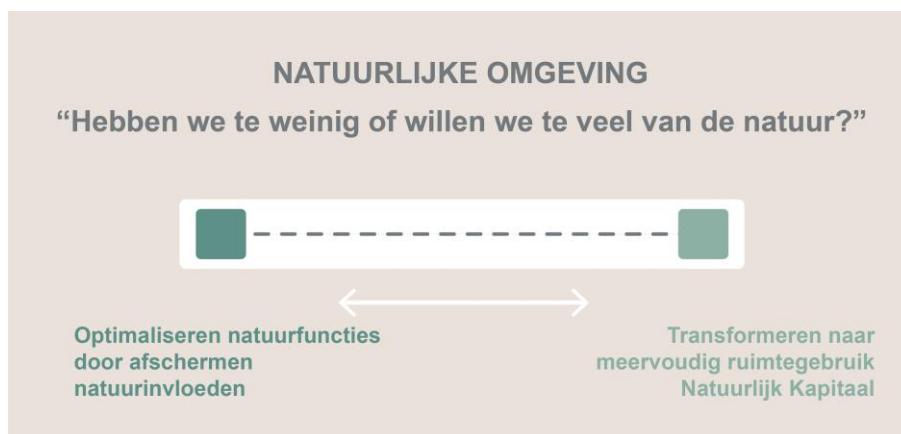 NATUURLIJKE OMGEVING
“Hebben we te weinig of willen we te veel van de natuur?”
Optimaliseren natuurfuncties
door afschermen
natuurinvloeden
Transformeren naar
meervoudig ruimtegebruik
Natuurlijk Kapitaal